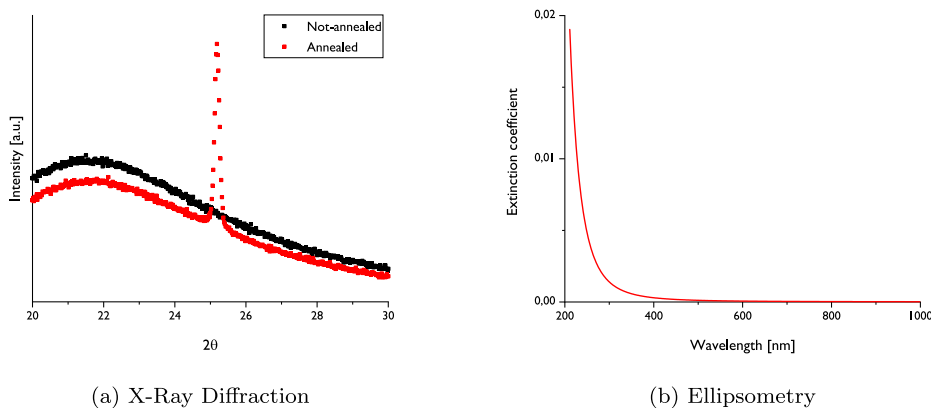 Not-annealed
Annealed
Intensity [a.u.]
20 22 24 26 28 30
2θ
(a) X-Ray Diffraction
0,02
0,01
0,00
Extinction coefficient
200 400 600 800 1000
Wavelength [nm]
(b) Ellipsometry